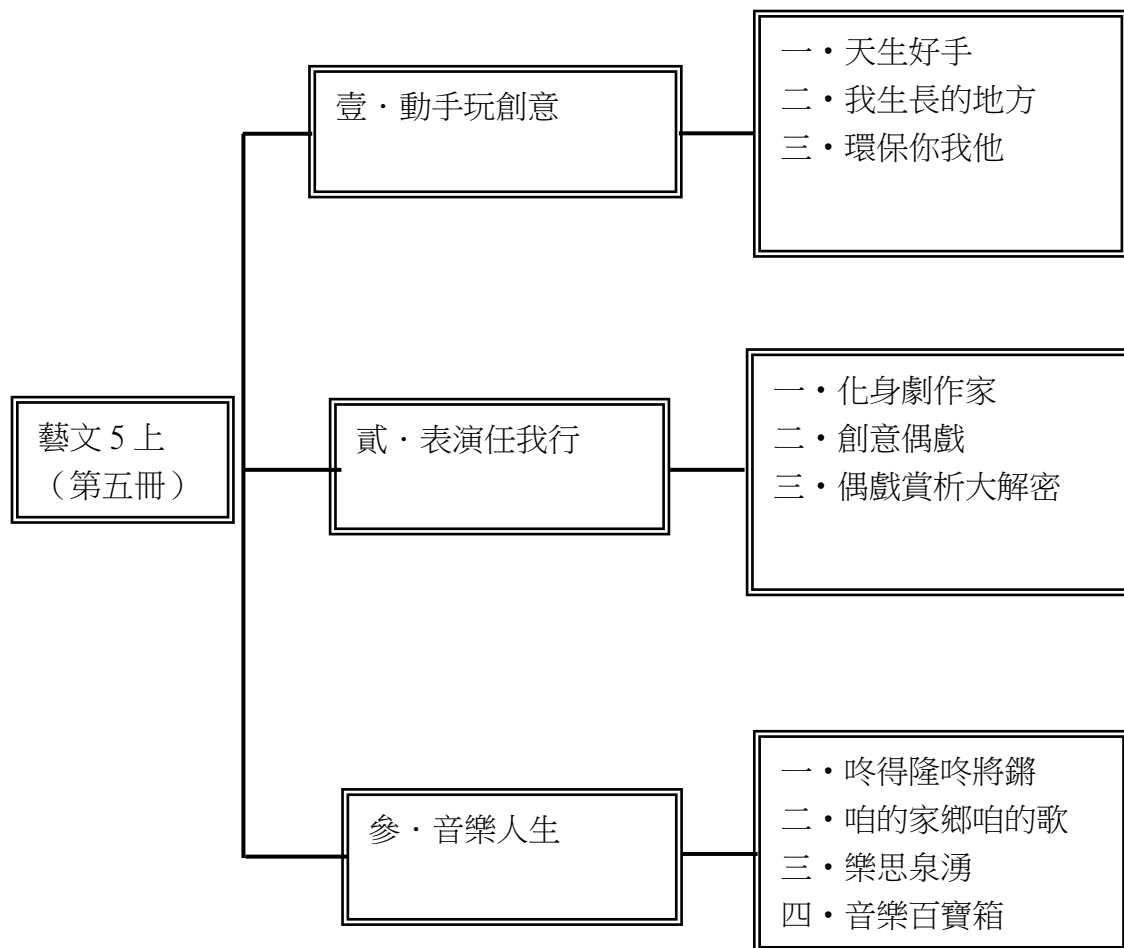 壹．動手玩創意
一・天生好手
二・我生長的地方
三・環保你我他
藝文 5 上
（第五冊）
貳．表演任我行
一・化身劇作家
二・創意偶戲
三・偶戲賞析大解密
參．音樂人生
一・咚得隆咚將鏘
二・咱的家鄉咱的歌
三・樂思泉湧
四・音樂百寶箱